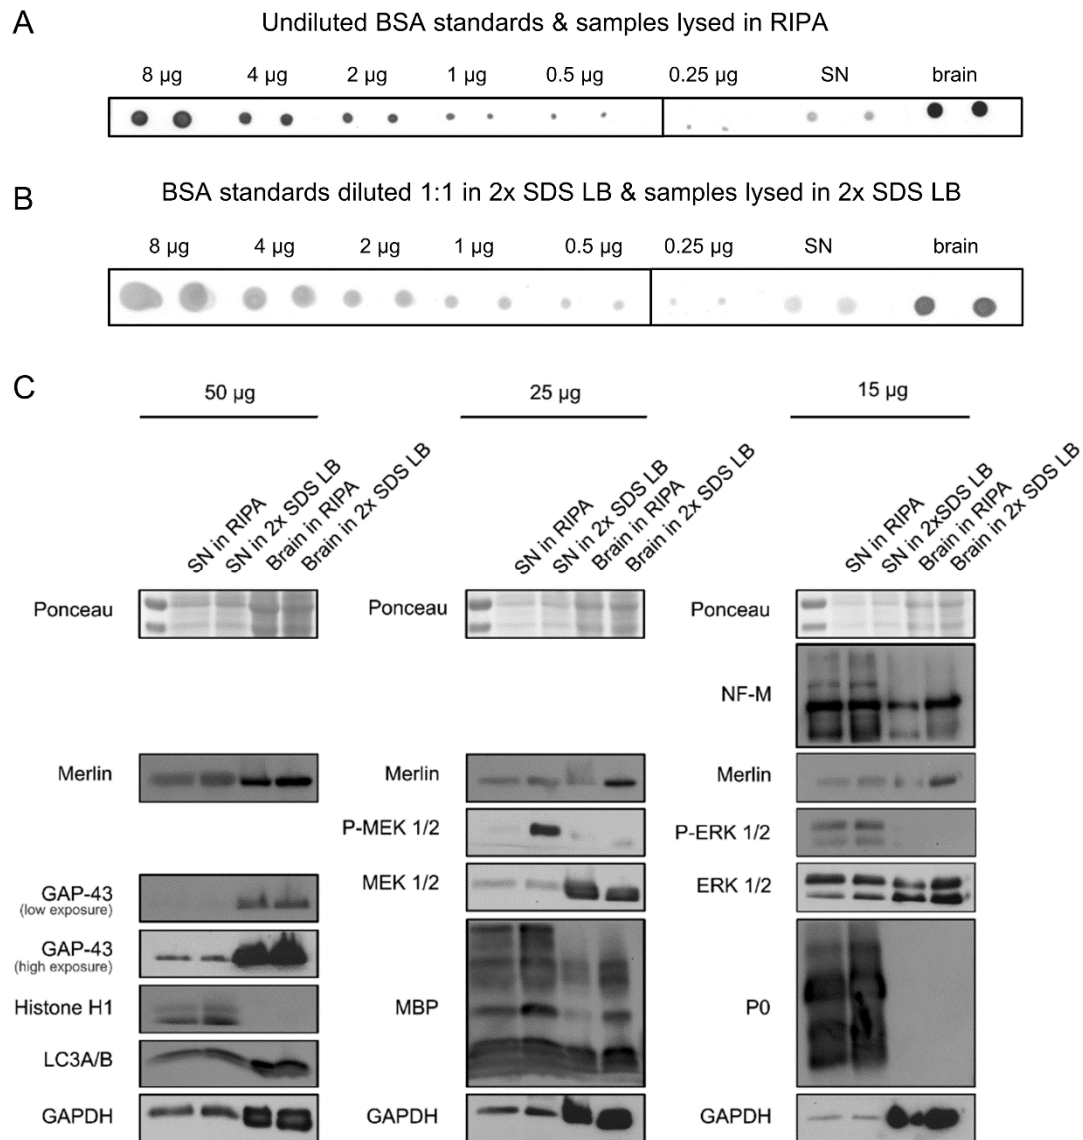 A
Undiluted BSA standards & samples lysed in RIPA
8 µg 4 µg 2 µg 1 µg 0.5 µg 0.25 µg SN brain
B
BSA standards diluted 1:1 in 2x SDS LB & samples lysed in 2x SDS LB
8 µg 4 µg 2 µg 1 µg 0.5 µg 0.25 µg SN brain
C
50 µg
SN in RIPA
SN in 2x SDS LB
Brain in RIPA
Brain in 2x SDS LB
Ponceau
Merlin
GAP-43
(low exposure)
GAP-43
(high exposure)
Histone H1
LC3A/B
GAPDH
25 µg
SN in RIPA
SN in 2x SDS LB
Brain in RIPA
Brain in 2x SDS LB
Ponceau
Merlin
P-MEK 1/2
MEK 1/2
MBP
GAPDH
15 µg
SN in RIPA
SN in 2xSDS LB
Brain in RIPA
Brain in 2x SDS LB
Ponceau
NF-M
Merlin
P-ERK 1/2
ERK 1/2
P0
GAPDH